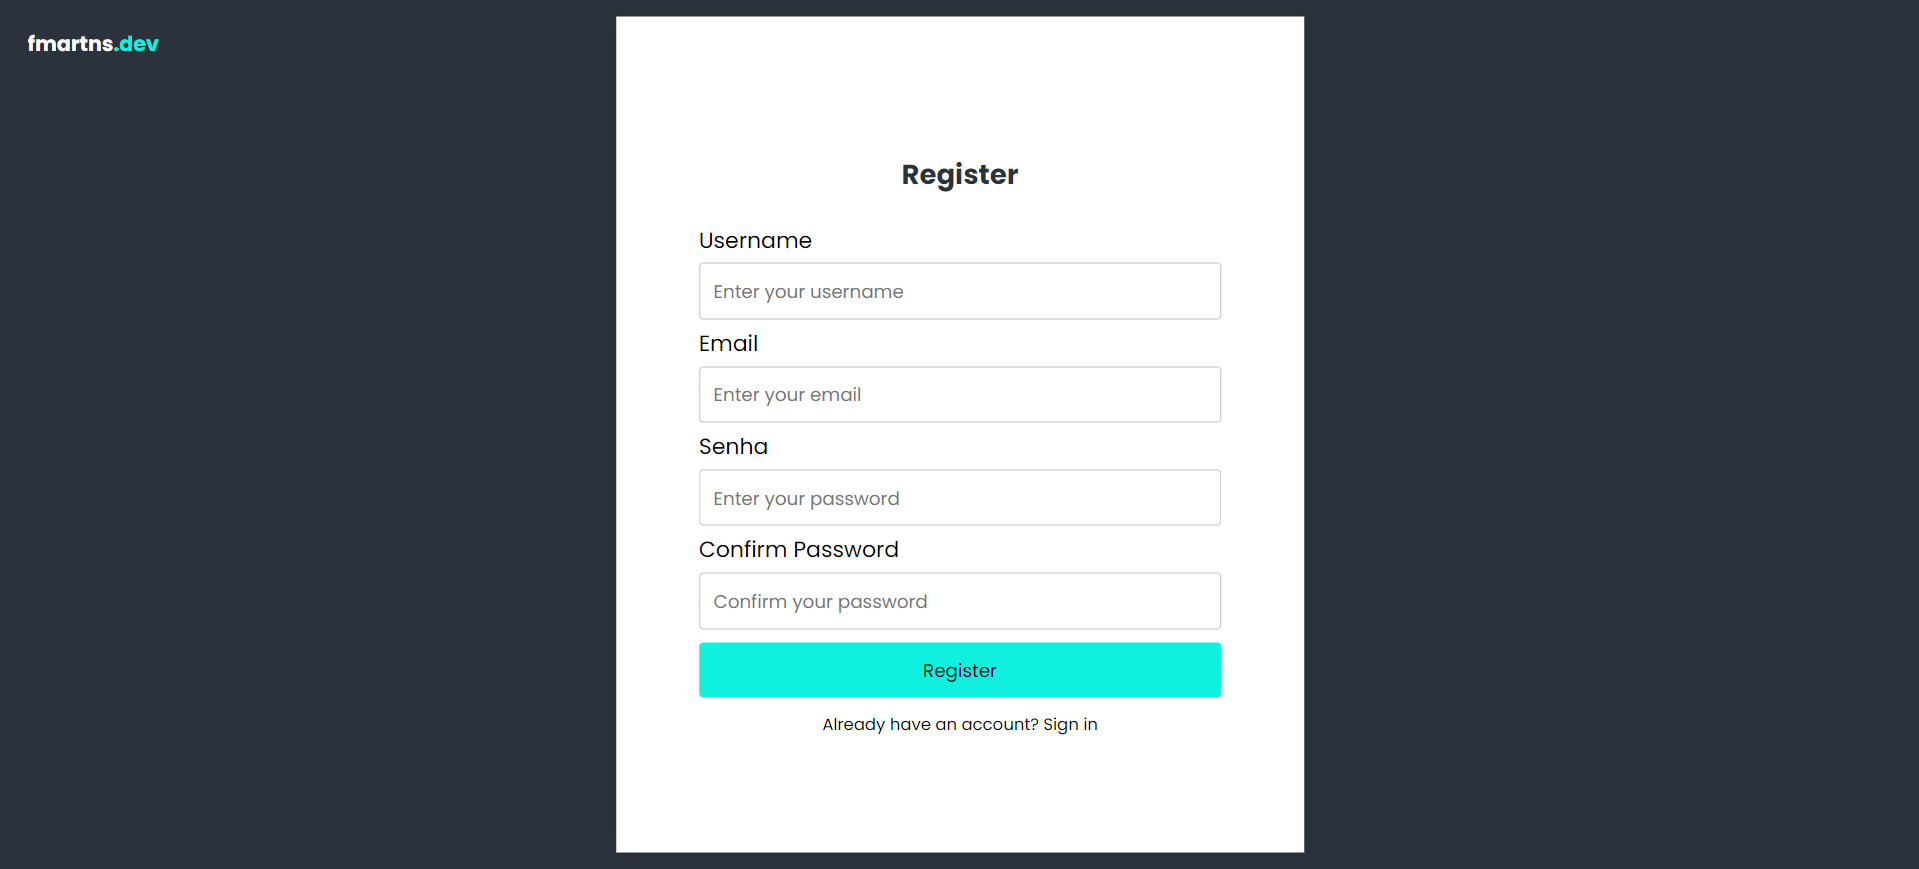 fmartns.dev
Register
Username
Enter your username
Email
Enter your email
Senha
Enter your password
Confirm Password
Confirm your password
Register
Already have an account? Sign in